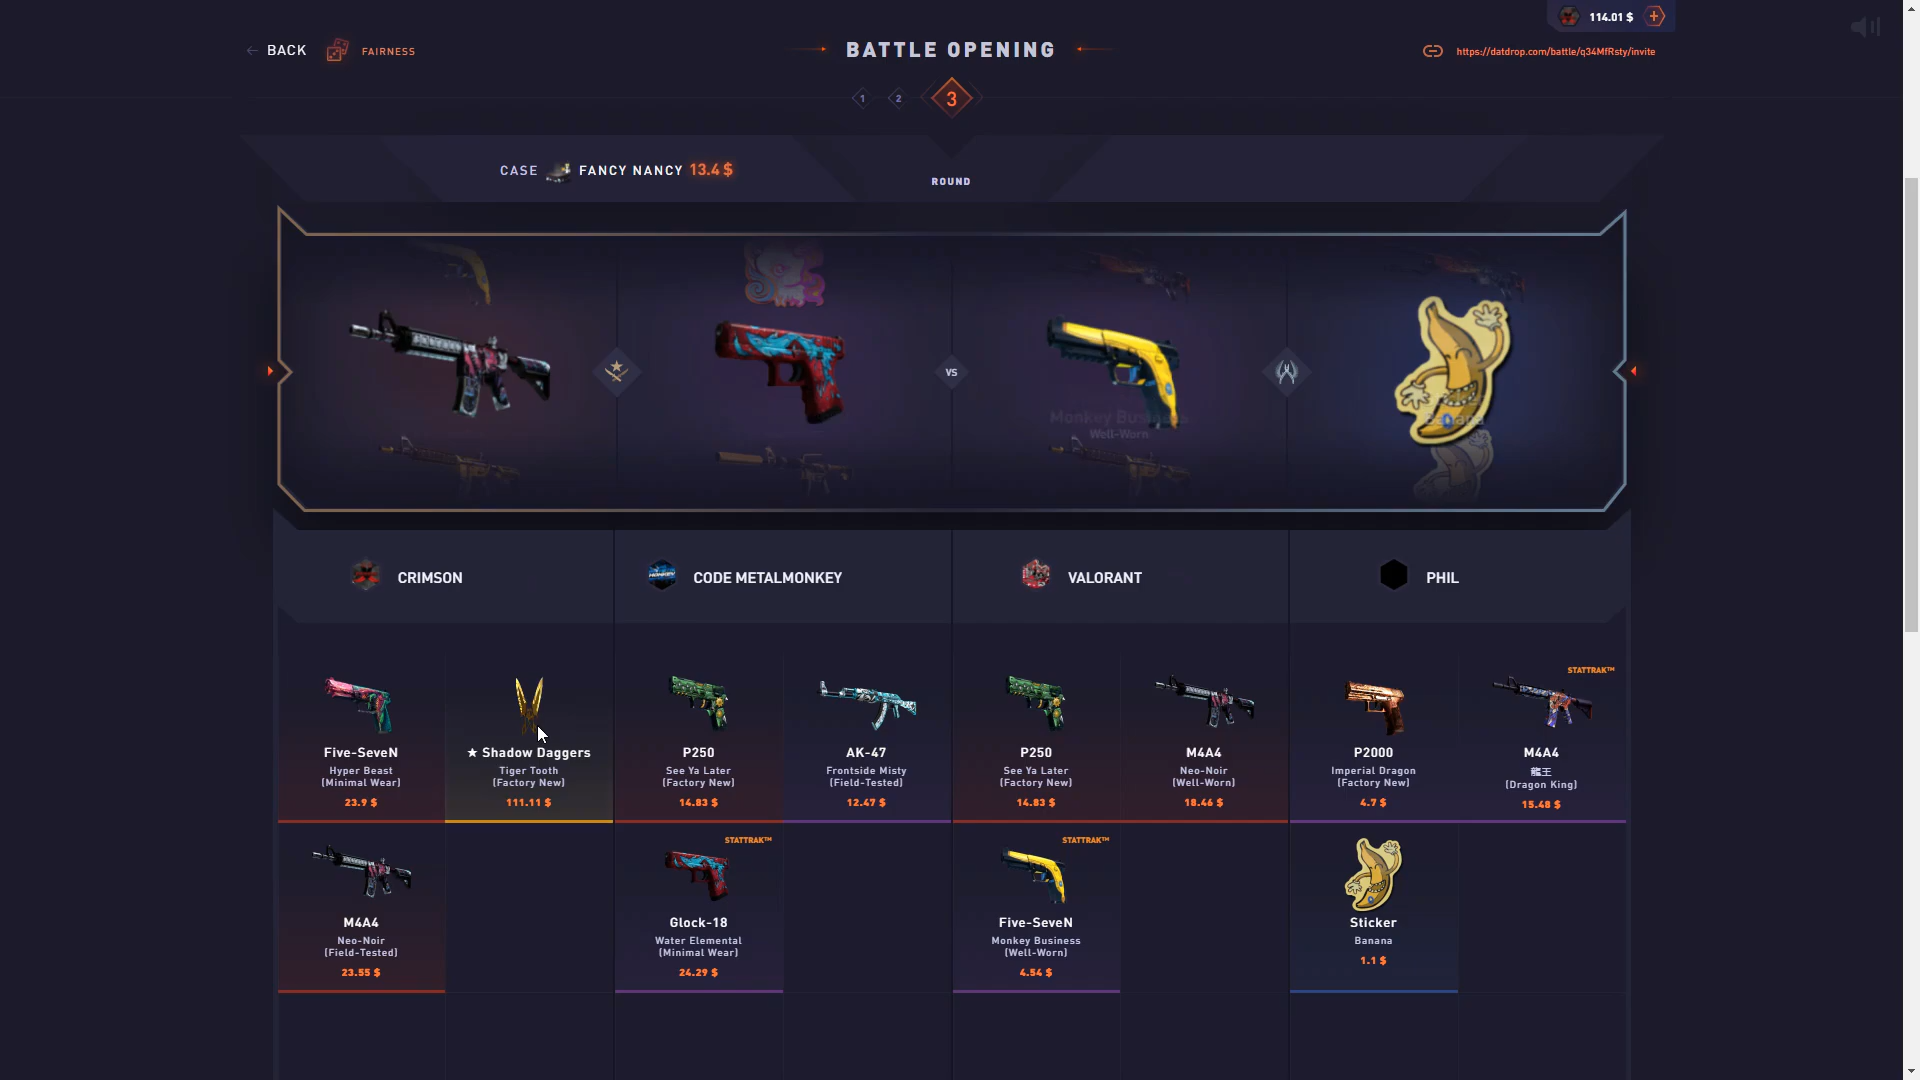 114.01 $
BACK
FAIRNESS
BATTLE OPENING
https://datdrop.com/battle/q34MfRsty/invite
1
2
3
CASE FANCY NANCY 13.4 $
ROUND
VS
Monkey Business
Well-Worn
Banana
CRIMSON
CODE METALMONKEY
VALORANT
PHIL
Five-SeveN
Hyper Beast
(Minimal Wear)
23.9 $
★ Shadow Daggers
Tiger Tooth
(Factory New)
111.11 $
P250
See Ya Later
(Factory New)
14.83 $
AK-47
Frontside Misty
(Field-Tested)
12.47 $
P250
See Ya Later
(Factory New)
14.83 $
M4A4
Neo-Noir
(Well-Worn)
18.46 $
P2000
Imperial Dragon
(Factory New)
4.7 $
STATTRAK™
M4A4
龍王
(Dragon King)
15.48 $
M4A4
Neo-Noir
(Field-Tested)
23.55 $
STATTRAK™
Glock-18
Water Elemental
(Minimal Wear)
24.29 $
STATTRAK™
Five-SeveN
Monkey Business
(Well-Worn)
4.54 $
Sticker
Banana
1.1 $